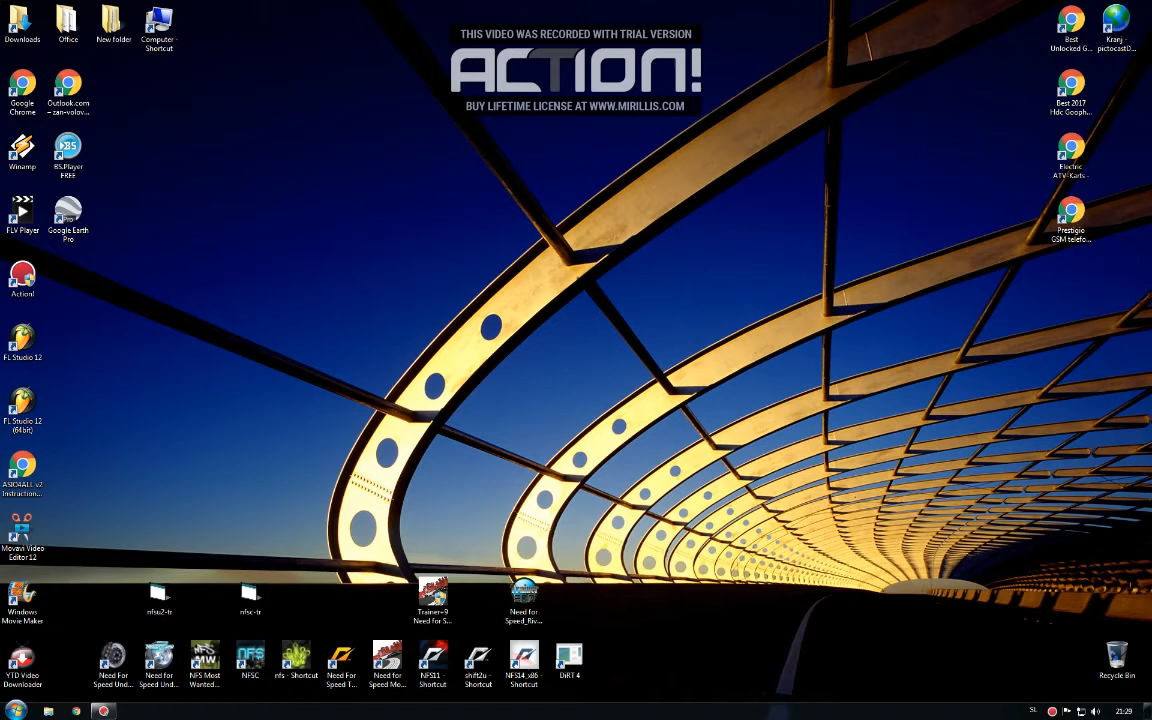 THIS VIDEO WAS RECORDED WITH TRIAL VERSION
ACTION!
BUY LIFETIME LICENSE AT WWW.MIRILLIS.COM
Downloads
Office
New folder
Computer -
Shortcut
Best
Unlocked G...
Kranj -
pictocastD...
Google
Chrome
Outlook.com
– zan-volov...
Best 2017
Hdc Gooph...
Winamp
BS.Player
FREE
Electric
ATV-Karts -
FLV Player
Google Earth
Pro
Prestigio
GSM telefo...
Action!
FL Studio 12
FL Studio 12
(64bit)
ASIO4ALL v2
Instruction...
Movavi Video
Editor 12
Windows
Movie Maker
nfsu2-tr
nfsc-tr
Trainer+9
Need for S...
Need for
Speed_Riv...
YTD Video
Downloader
Need For
Speed Und...
Need for
Speed Und...
NFS Most
Wanted...
NFSC
nfs - Shortcut
Need For
Speed T...
Need for
Speed Mo...
NFS11 -
Shortcut
shift2u -
Shortcut
NFS14_x86 -
Shortcut
DiRT 4
Recycle Bin
SL
21:29